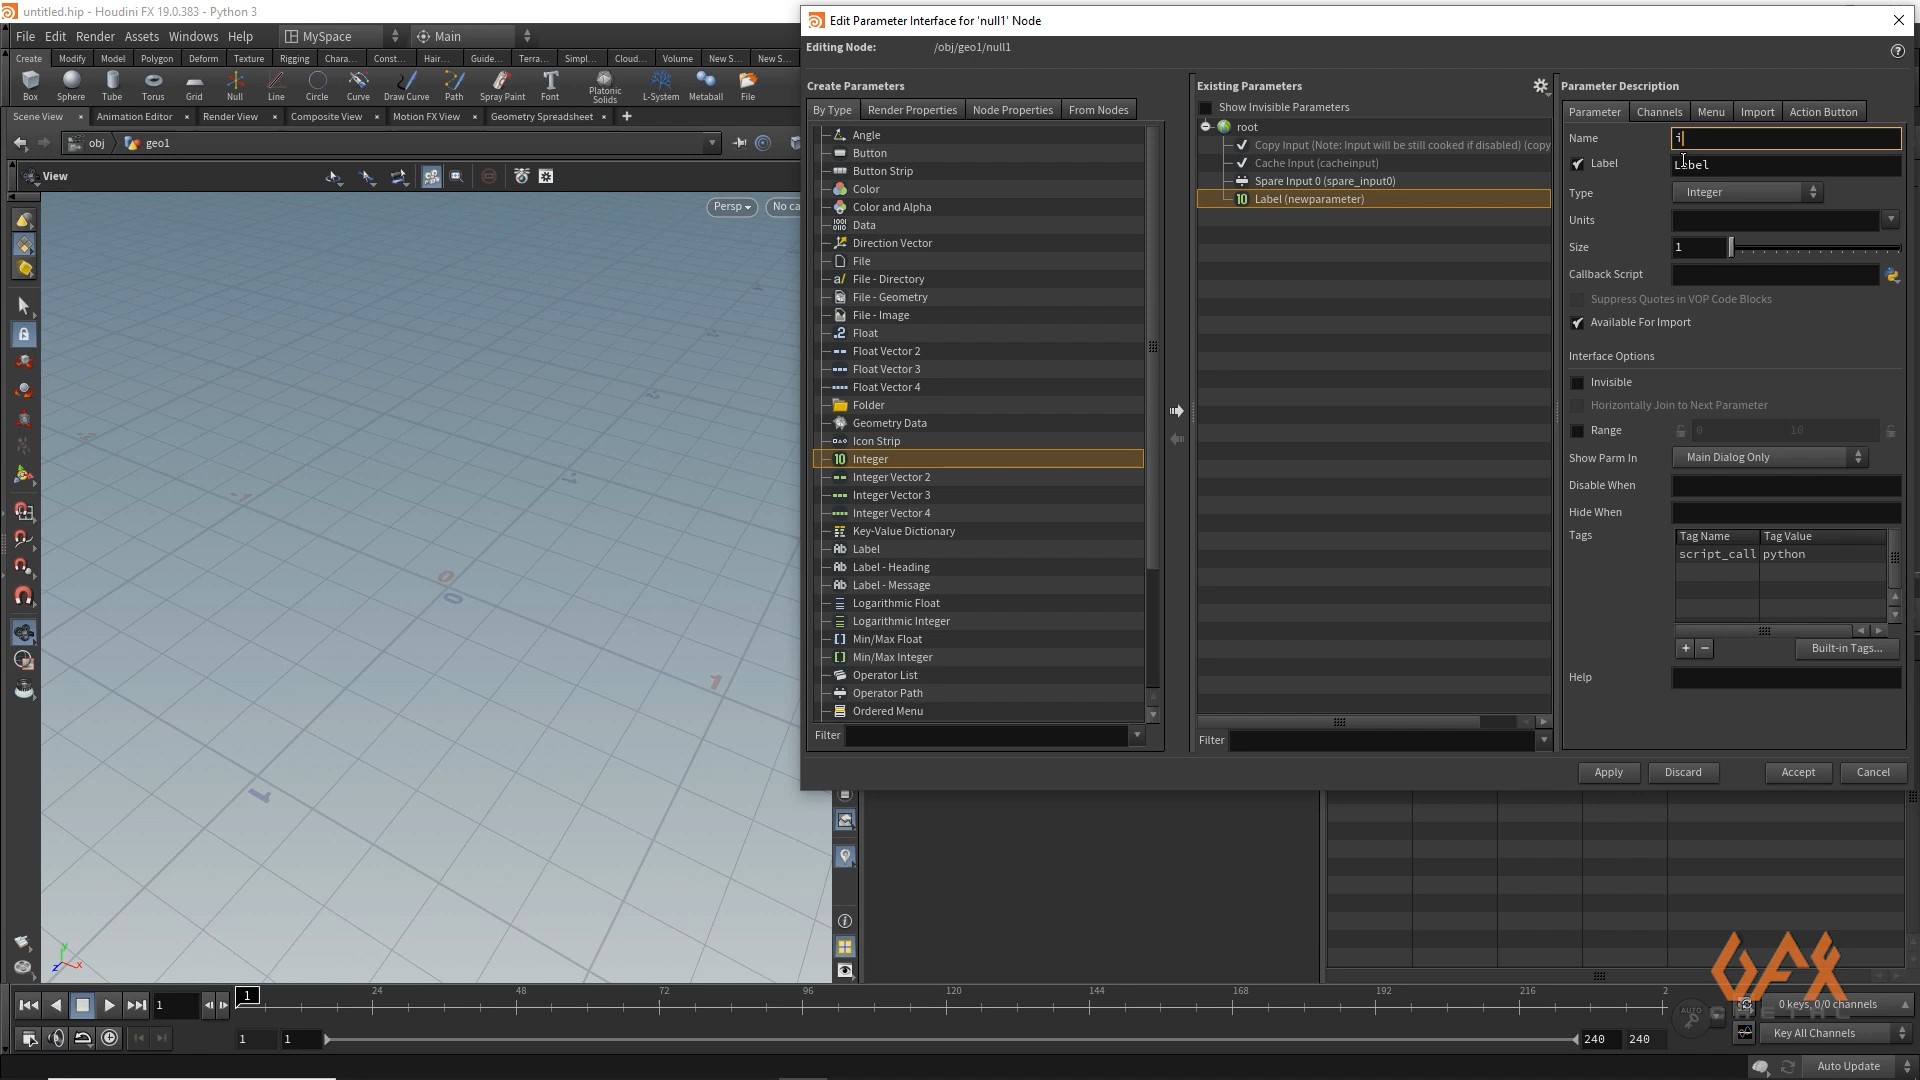 untitled.hip - Houdini FX 19.0.383 - Python 3
File Edit Render Assets Windows Help MySpace Main
Create Modify Model Polygon Deform Texture Rigging Chara... Const... Hair... Guide... Terra... Simpl... Cloud... Volume New S... New S...
Box Sphere Tube Torus Grid Null Line Circle Curve Draw Curve Path Spray Paint Font Platonic Solids L-System Metaball File
Scene View Animation Editor Render View Composite View Motion FX View Geometry Spreadsheet
obj geo1
View
Persp No ca
Edit Parameter Interface for 'null1' Node
Editing Node: /obj/geo1/null1
Create Parameters
By Type Render Properties Node Properties From Nodes
Angle
Button
Button Strip
Color
Color and Alpha
Data
Direction Vector
File
File - Directory
File - Geometry
File - Image
Float
Float Vector 2
Float Vector 3
Float Vector 4
Folder
Geometry Data
Icon Strip
Integer
Integer Vector 2
Integer Vector 3
Integer Vector 4
Key-Value Dictionary
Label
Label - Heading
Label - Message
Logarithmic Float
Logarithmic Integer
Min/Max Float
Min/Max Integer
Operator List
Operator Path
Ordered Menu
Filter
Existing Parameters
Show Invisible Parameters
root
Copy Input (Note: Input will be still cooked if disabled) (copy
Cache Input (cacheinput)
Spare Input 0 (spare_input0)
Label (newparameter)
Filter
Parameter Description
Parameter Channels Menu Import Action Button
Name i
Label Label
Type Integer
Units
Size 1
Callback Script
Suppress Quotes in VOP Code Blocks
Available For Import
Interface Options
Invisible
Horizontally Join to Next Parameter
Range 0 10
Show Parm In Main Dialog Only
Disable When
Hide When
Tags Tag Name Tag Value
script_call python
+ - Built-in Tags...
Help
Apply Discard Accept Cancel
0
0
1
1
-1
-1
1 1 24 48 72 96 120 144 168 192 216 2
1 1 240 240
0 keys, 0/0 channels
Key All Channels
Auto Update
GFX